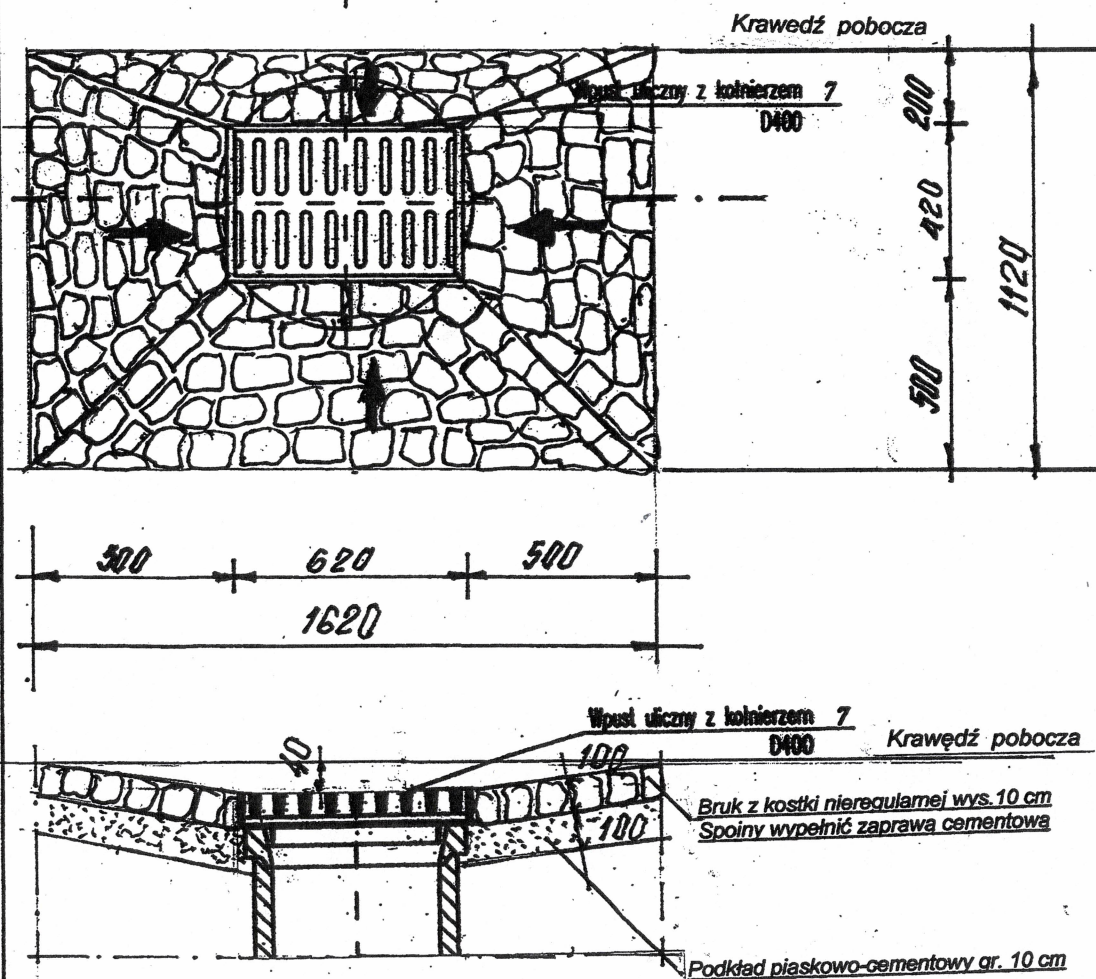 Krawedź pobocza
Wpust uliczny z kołnierzem 7
D400
200
420
1120
500
500
620
500
1620
Wpust uliczny z kołnierzem 7
D400
Krawędź pobocza
40
100
100
Bruk z kostki nieregularnej wys.10 cm
Spoiny wypełnić zaprawą cementową
Podkład piaskowo-cementowy gr. 10 cm